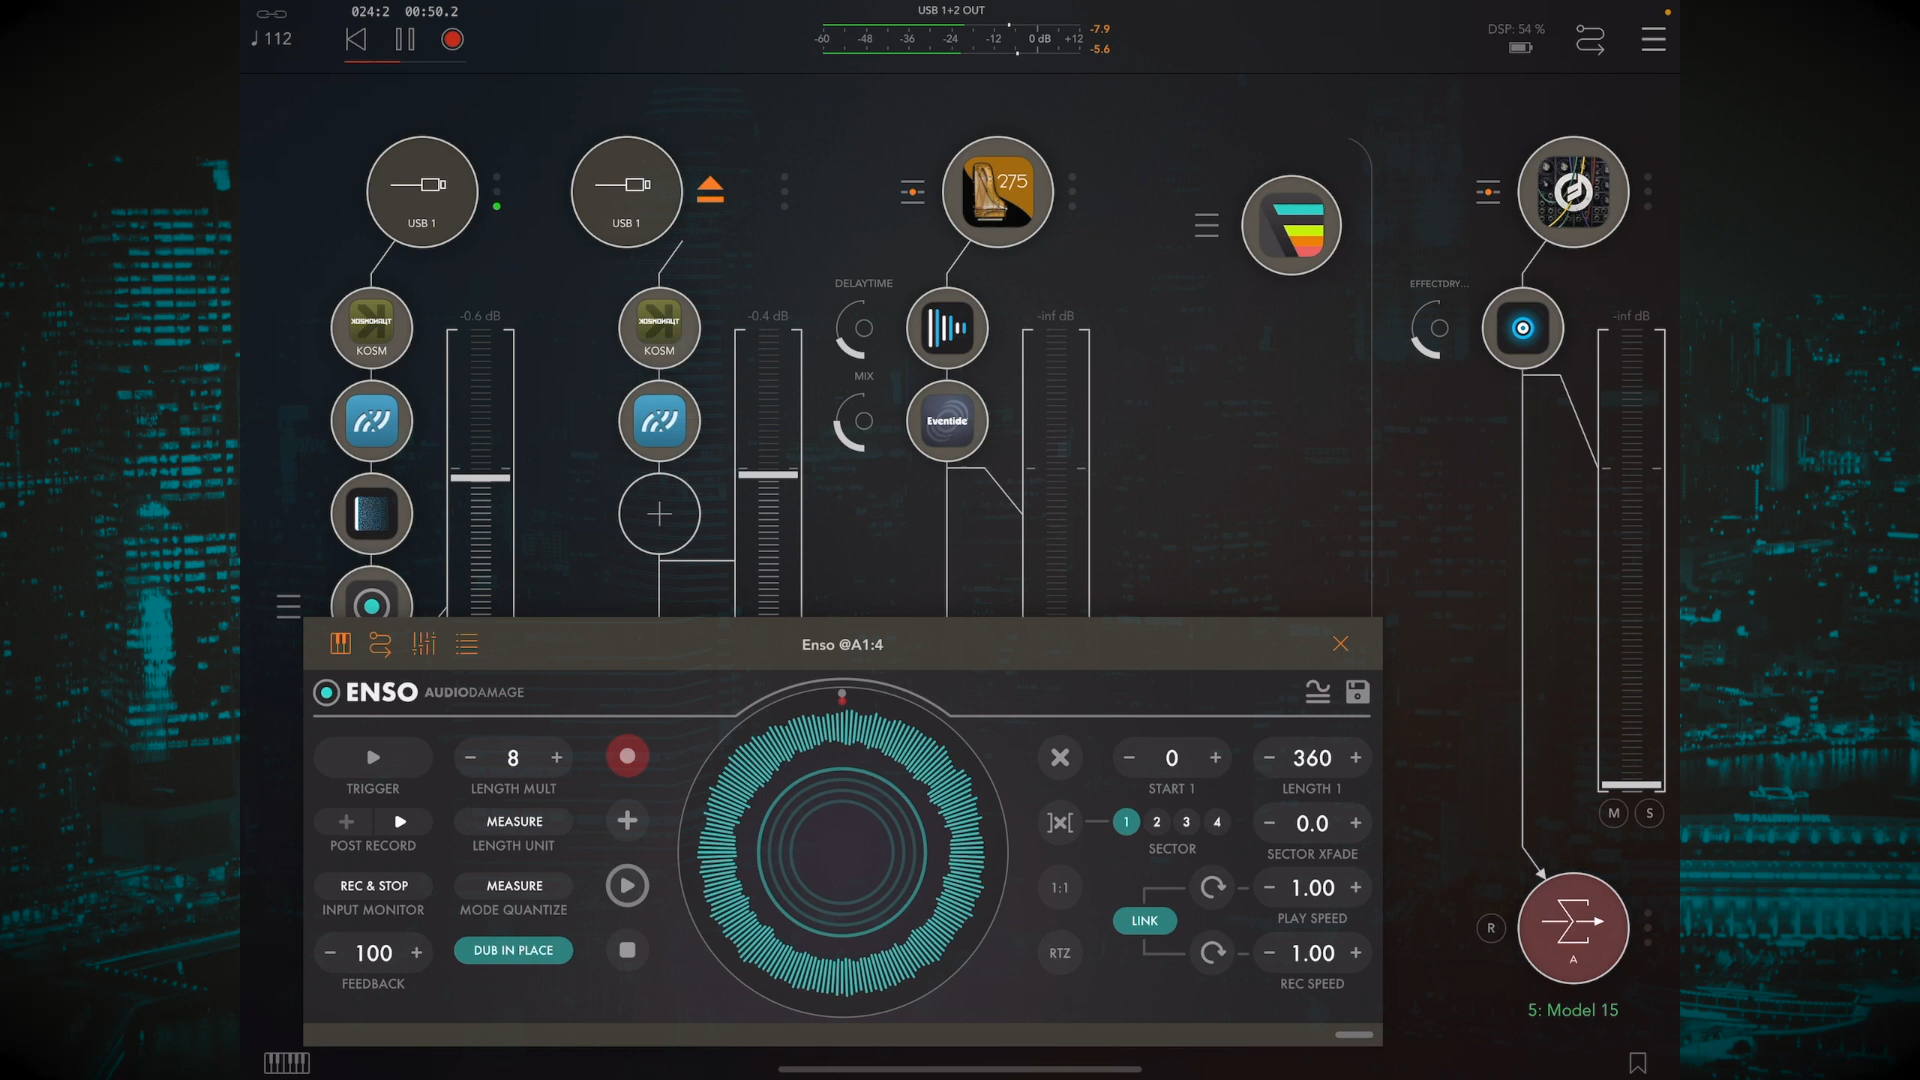 024:2 00:50.2
112
USB 1+2 OUT
-60 -48 -36 -24 -12 0 dB +12
-7.9
-5.6
DSP: 54 %
USB 1
USB 1
275
DELAYTIME
EFFECTDRY...
KOSMONAUT
KOSM
-0.6 dB
KOSMONAUT
KOSM
-0.4 dB
-inf dB
-inf dB
MIX
Eventide
Enso @A1:4
ENSO AUDIODAMAGE
8
0
360
TRIGGER
LENGTH MULT
START 1
LENGTH 1
MEASURE
1 2 3 4
0.0
POST RECORD
LENGTH UNIT
SECTOR
SECTOR XFADE
REC & STOP
MEASURE
1:1
1.00
INPUT MONITOR
MODE QUANTIZE
LINK
PLAY SPEED
100
DUB IN PLACE
RTZ
1.00
FEEDBACK
REC SPEED
M S
R
A
5: Model 15
THE FULLERTON HOTEL